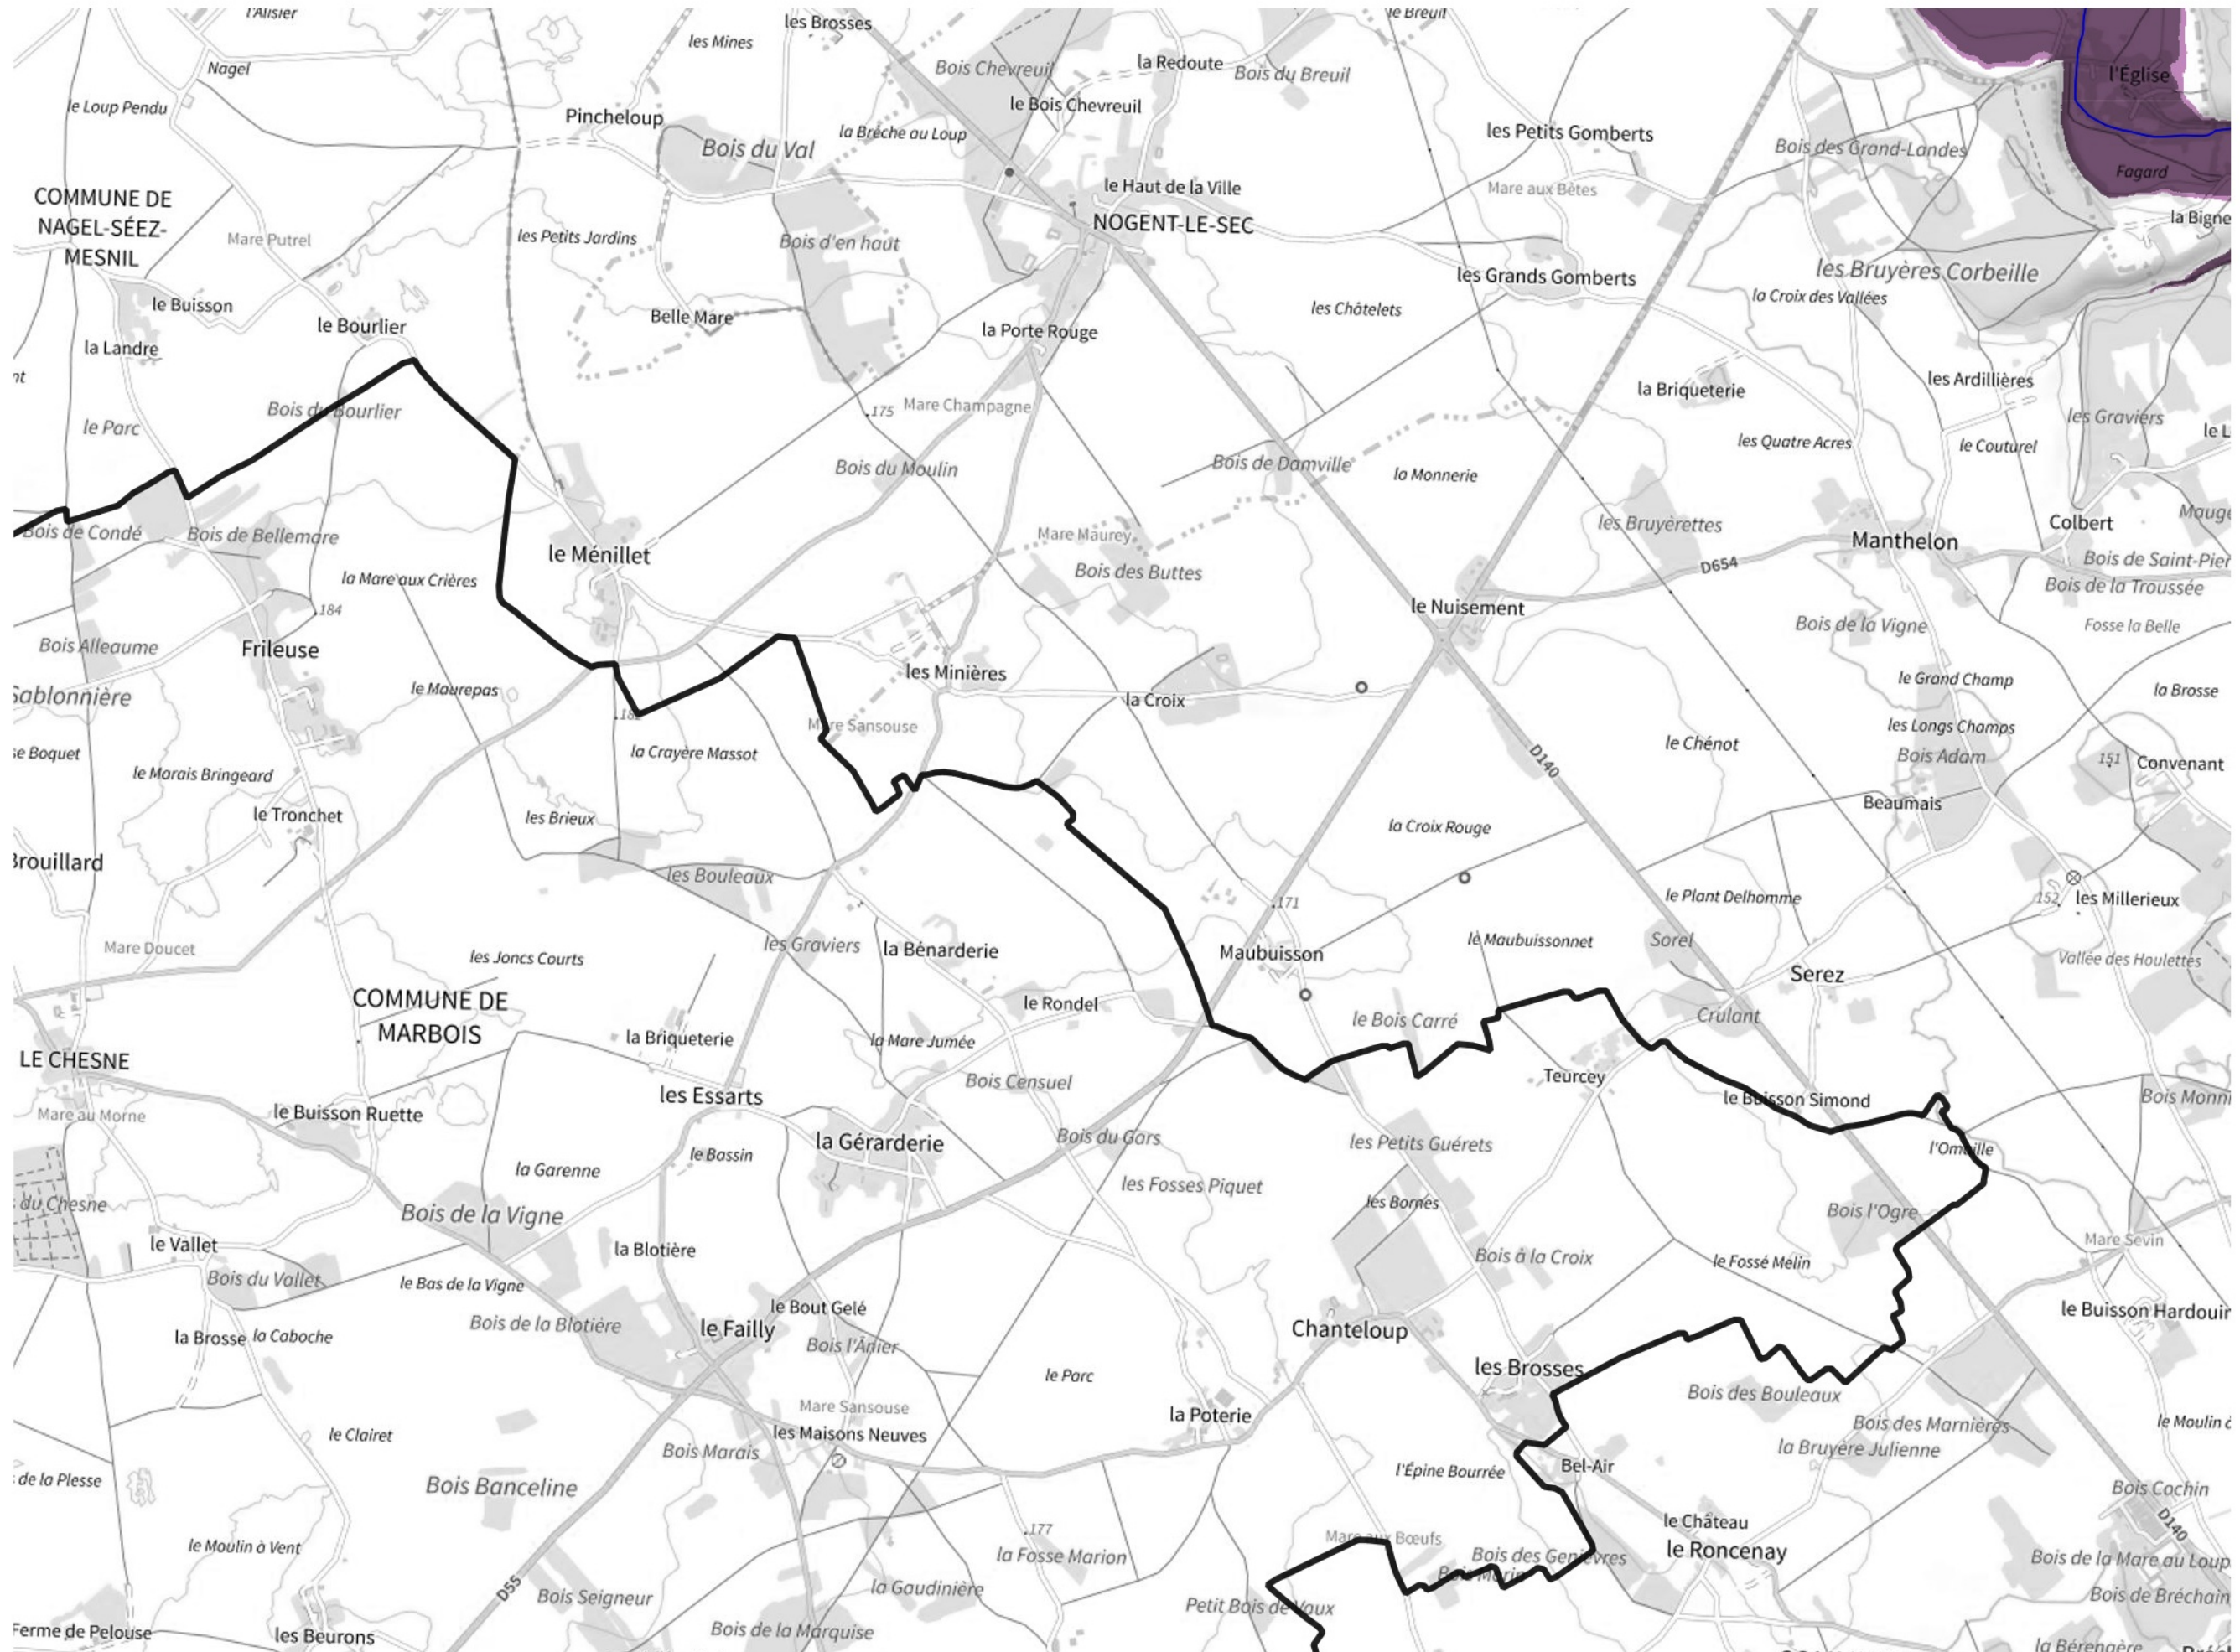 l'Alisier
les Brosses
le Breuil
les Mines
Nagel
Bois Chevreuil
la Redoute
Bois du Breuil
l'Église
le Loup Pendu
Pincheloup
le Bois Chevreuil
la Brèche au Loup
les Petits Gomberts
Bois du Val
Bois des Grand-Landes
Fagard
COMMUNE DE
NAGEL-SÉEZ-
MESNIL
le Haut de la Ville
Mare aux Bètes
NOGENT-LE-SEC
la Bigne
Mare Putrel
les Petits Jardins
Bois d'en haut
les Grands Gomberts
les Bruyères Corbeille
le Buisson
le Bourlier
Belle Mare
les Châtelets
la Croix des Vallées
la Porte Rouge
la Landre
nt
la Briqueterie
les Ardillières
Bois du Bourlier
175
Mare Champagne
le Parc
les Graviers
le L
les Quatre Acres
le Couturel
Bois du Moulin
Bois de Damville
la Monnerie
Bois de Condé
Bois de Bellemare
Mare Maurey
les Bruyèrettes
Colbert
Mauge
le Ménillet
Manthelon
Bois de Saint-Pier
la Mare aux Crières
Bois des Buttes
D654
Bois de la Troussée
184
le Nuisement
Bois Alleaume
Frileuse
Bois de la Vigne
Fosse la Belle
les Minières
le Grand Champ
Sablonnière
le Maurepas
la Croix
la Brosse
182
Mare Sansouse
les Longs Champs
se Boquet
la Crayère Massot
le Chénot
Bois Adam
151
Convenant
le Marais Bringeard
D140
Beaumais
le Tronchet
les Brieux
la Croix Rouge
Brouillard
les Bouleaux
171
le Plant Delhomme
152
les Millerieux
Mare Doucet
les Joncs Courts
les Graviers
la Bénarderie
Maubuisson
le Maubuissonnet
Sorel
Vallée des Houlettes
Serez
COMMUNE DE
MARBOIS
le Rondel
le Bois Carré
Crulant
la Briqueterie
la Mare Jumée
LE CHESNE
Bois Censuel
Teurcey
les Essarts
le Buisson Simond
Bois Monni
Mare au Morne
le Buisson Ruette
la Gérarderie
Bois du Gars
les Petits Guérets
l'Omaille
le Bassin
la Garenne
les Fosses Piquet
du Chesne
Bois de la Vigne
les Bornes
Bois l'Ogre
le Vallet
la Blotière
Mare Sevin
Bois du Vallet
le Bas de la Vigne
Bois à la Croix
le Fossé Melin
le Bout Gelé
le Buisson Hardouin
la Brosse
la Caboche
Bois de la Blotière
le Failly
Bois l'Ânier
Chanteloup
le Parc
les Brosses
Bois des Bouleaux
Mare Sansouse
la Poterie
Bois des Marnières
le Moulin à
le Clairet
les Maisons Neuves
Bois Marais
la Bruyère Julienne
de la Plesse
Bois Banceline
l'Épine Bourrée
Bel-Air
Bois Cochin
le Château
D140
177
le Moulin à Vent
la Fosse Marion
Mare aux Bœufs
Bois des Genièvres
le Roncenay
Bois de la Mare au Loup
Bois Morin
D55
Bois Seigneur
la Gaudinière
Petit Bois de Vaux
Bois de Bréchain
Ferme de Pelouse
les Beurons
Bois de la Marquise
la Bérengère